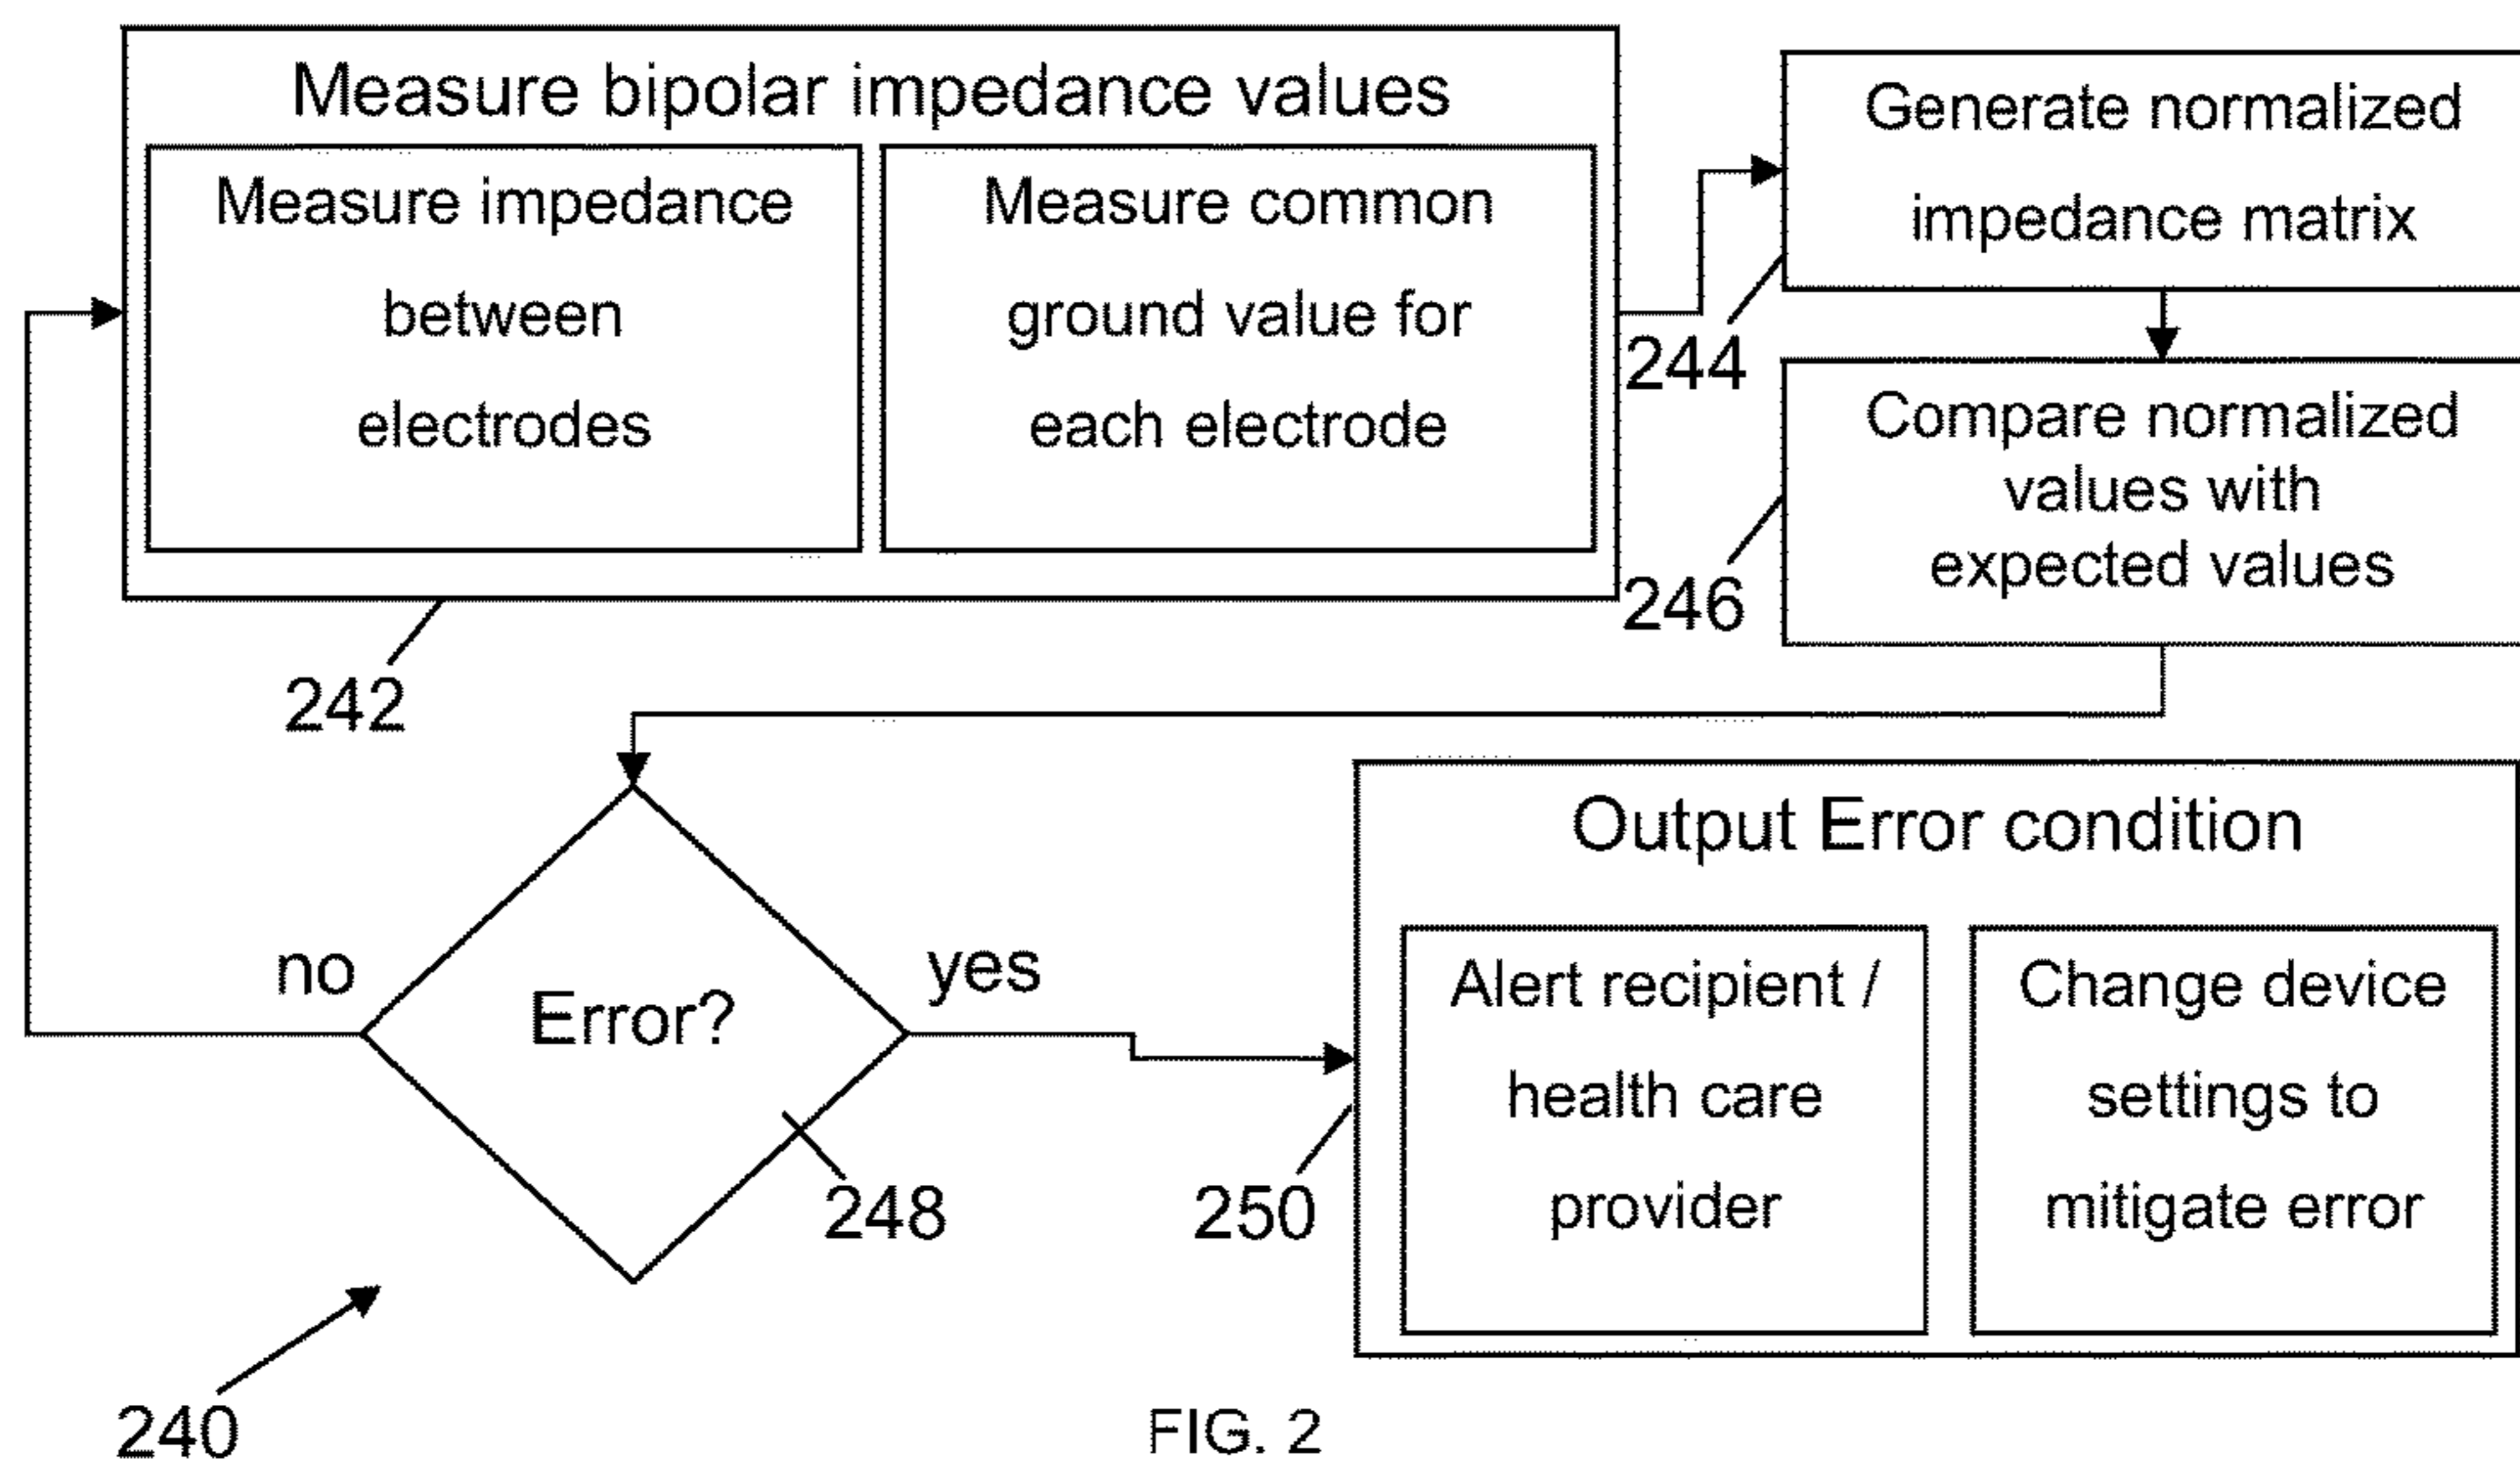 Measure bipolar impedance values
Measure impedance
between
electrodes
Measure common
ground value for
each electrode
242
Generate normalized
impedance matrix
244
Compare normalized
values with
expected values
246
Error?
no
yes
248
Output Error condition
Alert recipient /
health care
provider
Change device
settings to
mitigate error
250
240
FIG. 2